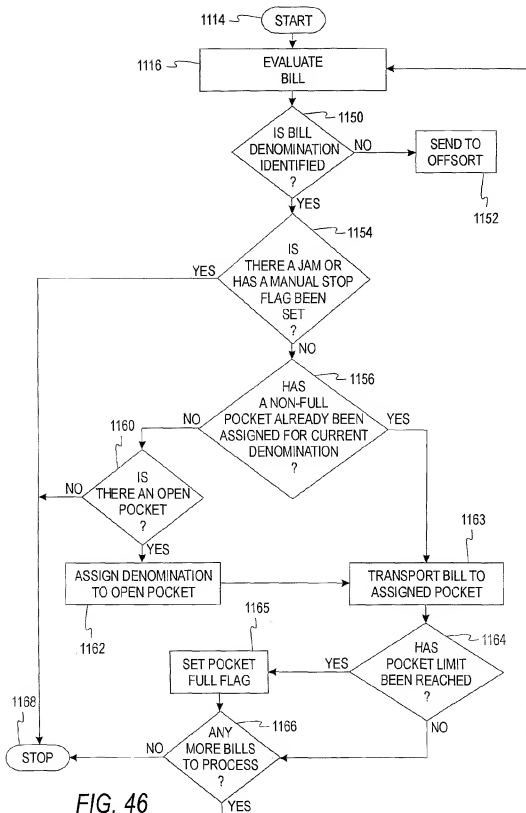 1114
START
1116
EVALUATE
BILL
1150
IS BILL
DENOMINATION
IDENTIFIED
?
NO
SEND TO
OFFSORT
1152
YES
1154
IS
THERE A JAM OR
HAS A MANUAL STOP
FLAG BEEN
SET
?
YES
NO
1156
HAS
A NON-FULL
POCKET ALREADY BEEN
ASSIGNED FOR CURRENT
DENOMINATION
?
NO
YES
1160
IS
THERE AN OPEN
POCKET
?
NO
YES
ASSIGN DENOMINATION
TO OPEN POCKET
1162
1163
TRANSPORT BILL TO
ASSIGNED POCKET
1164
HAS
POCKET LIMIT
BEEN REACHED
?
YES
NO
1165
SET POCKET
FULL FLAG
1166
ANY
MORE BILLS
TO PROCESS
?
NO
YES
1168
STOP
FIG. 46